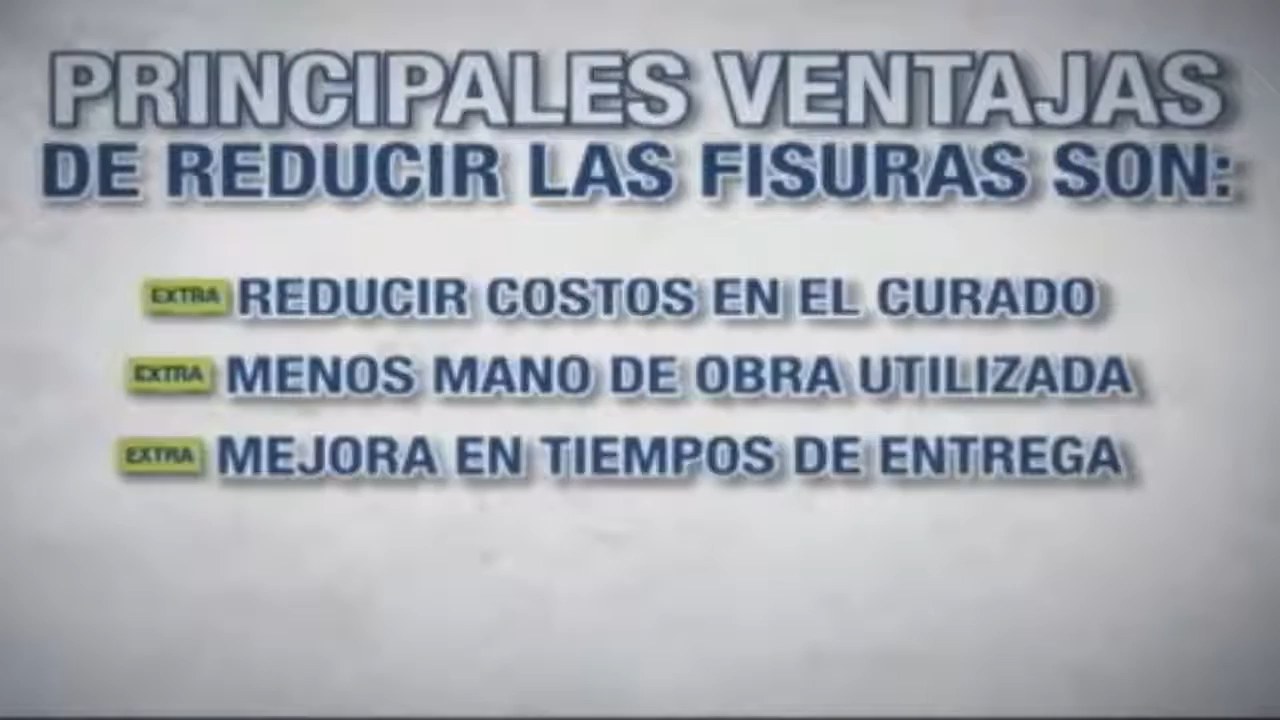 PRINCIPALES VENTAJAS
DE REDUCIR LAS FISURAS SON:
EXTRA REDUCIR COSTOS EN EL CURADO
EXTRA MENOS MANO DE OBRA UTILIZADA
EXTRA MEJORA EN TIEMPOS DE ENTREGA